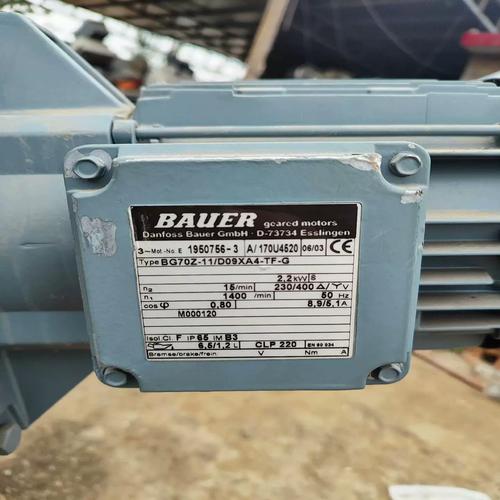 BAUER geared motors
Danfoss Bauer GmbH · D-73734 Esslingen
3~Mot.-No. E 1950756-3 A/170U4520 06/03 CE
Type BG70Z-11/D09XA4-TF-G
2,2 kW S
n2 15/min 230/400 Δ/Y V
n1 1400 /min 50 Hz
cos φ 0,80 8,9/5,1 A
M000120
Isol.Cl. F IP 65 IM B3
6,5/1,2 L CLP 220 EN 60 034
Bremse/brake/frein. V Nm A